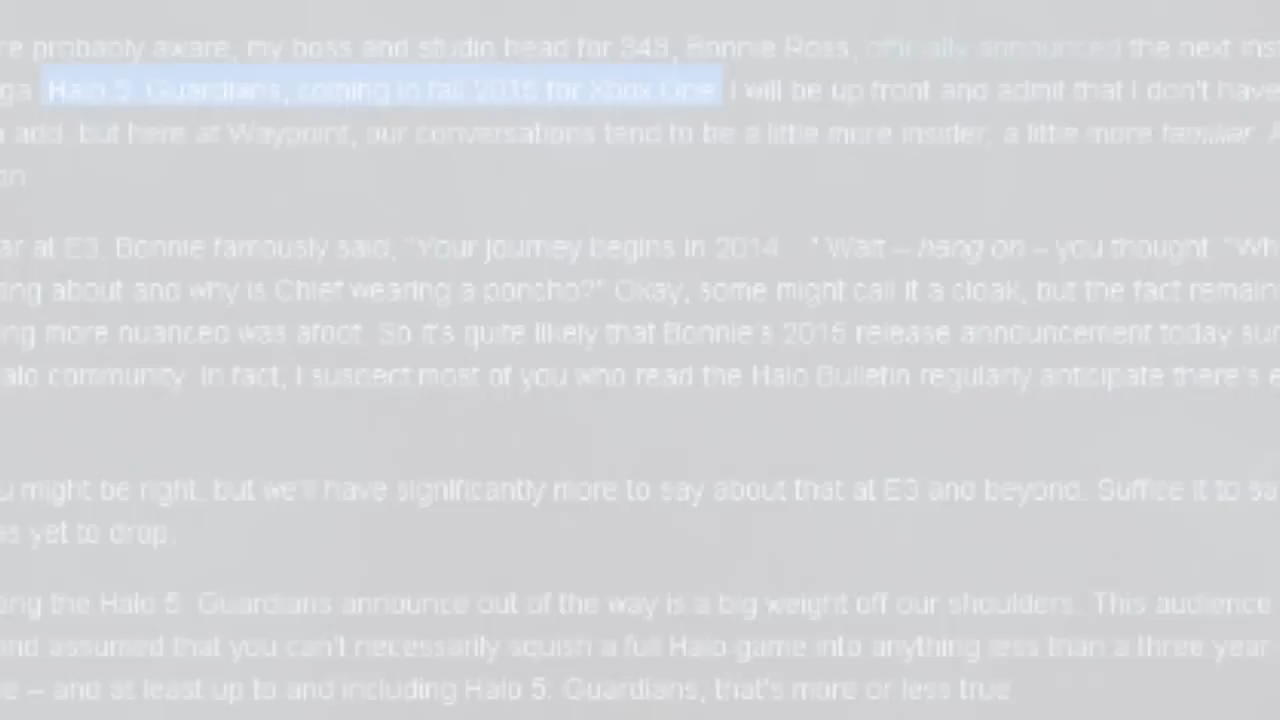 re probably aware, my boss and studio head for 343, Bonnie Ross, officially announced the next ins
ga Halo 5: Guardians, coming in fall 2015 for Xbox One. I will be up front and admit that I don't have
add, but here at Waypoint, our conversations tend to be a little more insider; a little more familiar. A
on
ar at E3, Bonnie famously said, "Your journey begins in 2014..." Wait – hang on – you thought. "Wh
ing about and why is Chief wearing a poncho?" Okay, some might call it a cloak, but the fact remain
ing more nuanced was afoot. So it's quite likely that Bonnie's 2015 release announcement today sur
alo community. In fact, I suspect most of you who read the Halo Bulletin regularly anticipate there's e
u might be right, but we'll have significantly more to say about that at E3 and beyond. Suffice it to sa
as yet to drop.
ing the Halo 5: Guardians announce out of the way is a big weight off our shoulders. This audience
nd assumed that you can't necessarily squish a full Halo game into anything less than a three year
e – and at least up to and including Halo 5: Guardians, that's more or less true